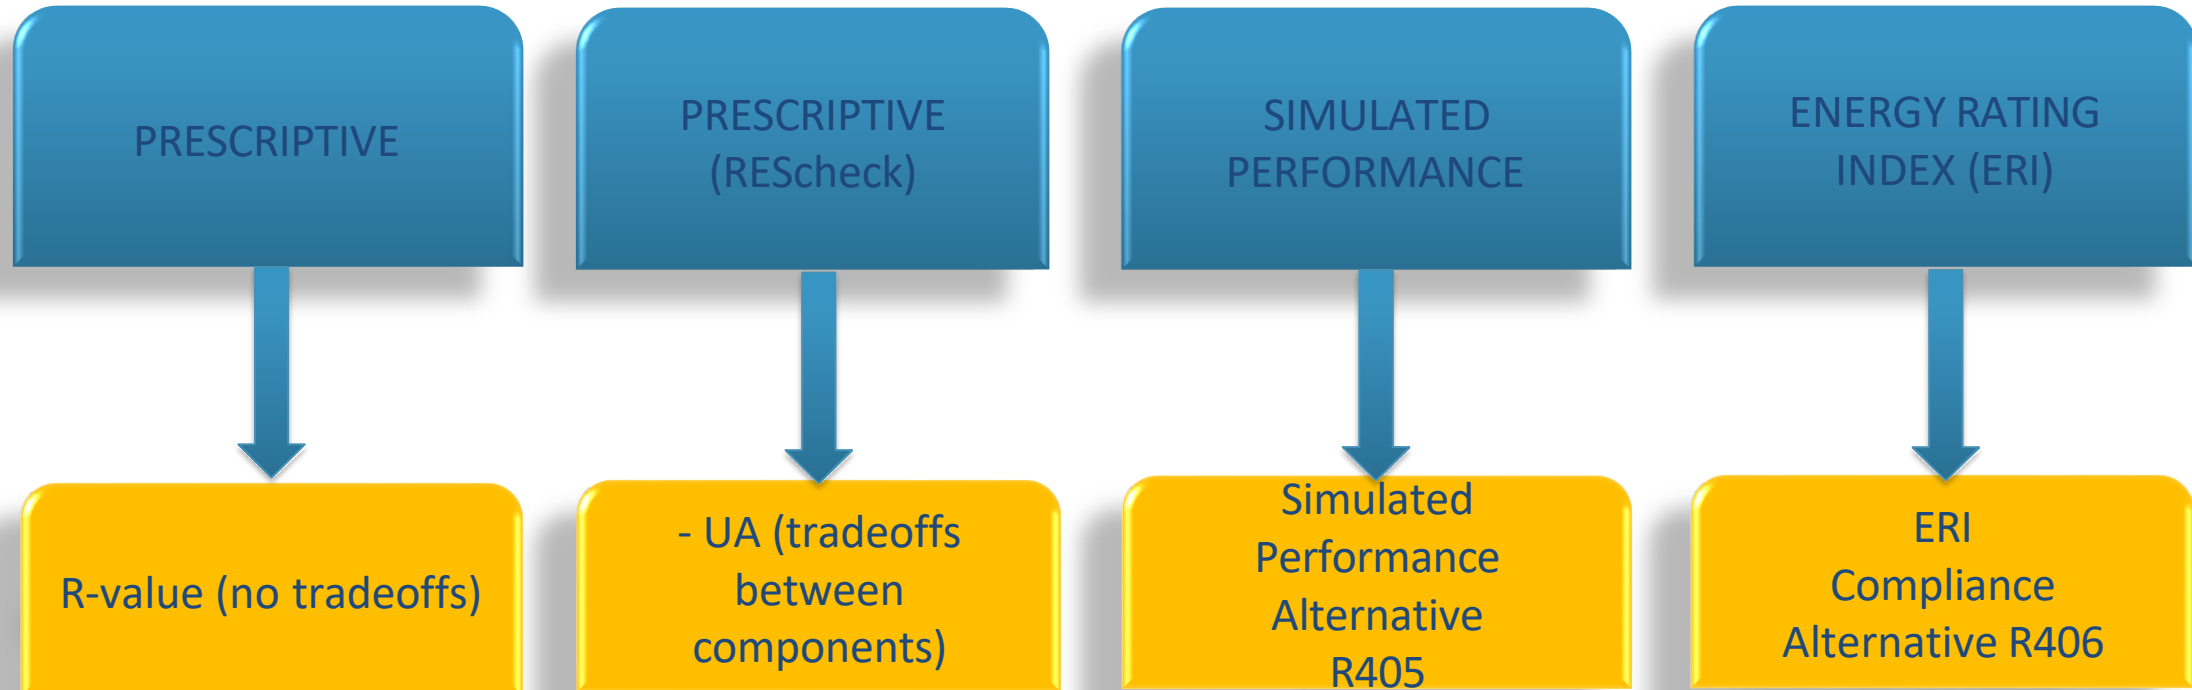 PRESCRIPTIVE
PRESCRIPTIVE
(REScheck)
SIMULATED
PERFORMANCE
ENERGY RATING
INDEX (ERI)
R-value (no tradeoffs)
- UA (tradeoffs
between
components)
Simulated
Performance
Alternative
R405
ERI
Compliance
Alternative R406